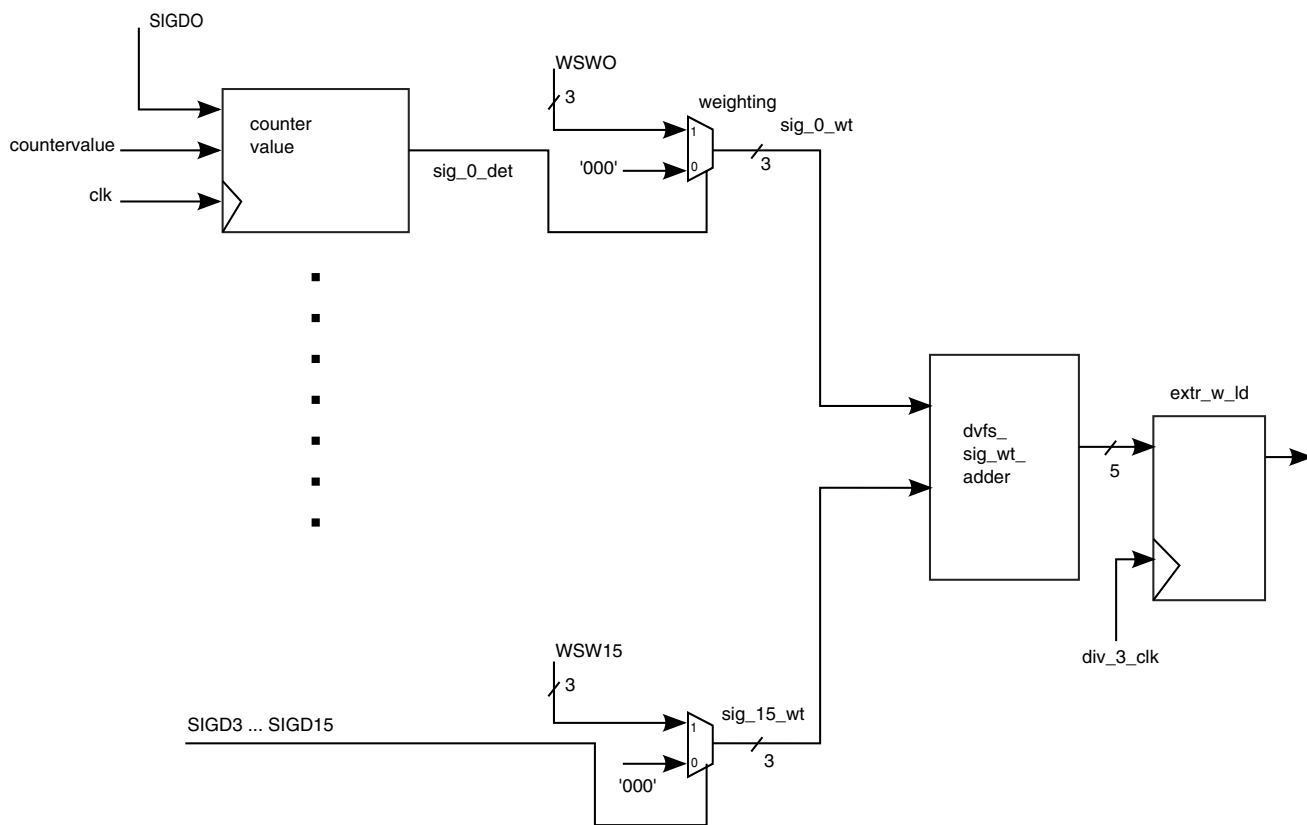 SIGDO
WSWO
3
weighting
sig_0_wt
counter
value
1
countervalue
sig_0_det
'000'
0
3
clk
extr_w_ld
dvfs_
sig_wt_
adder
5
div_3_clk
WSW15
3
SIGD3 ... SIGD15
sig_15_wt
1
'000'
0
3